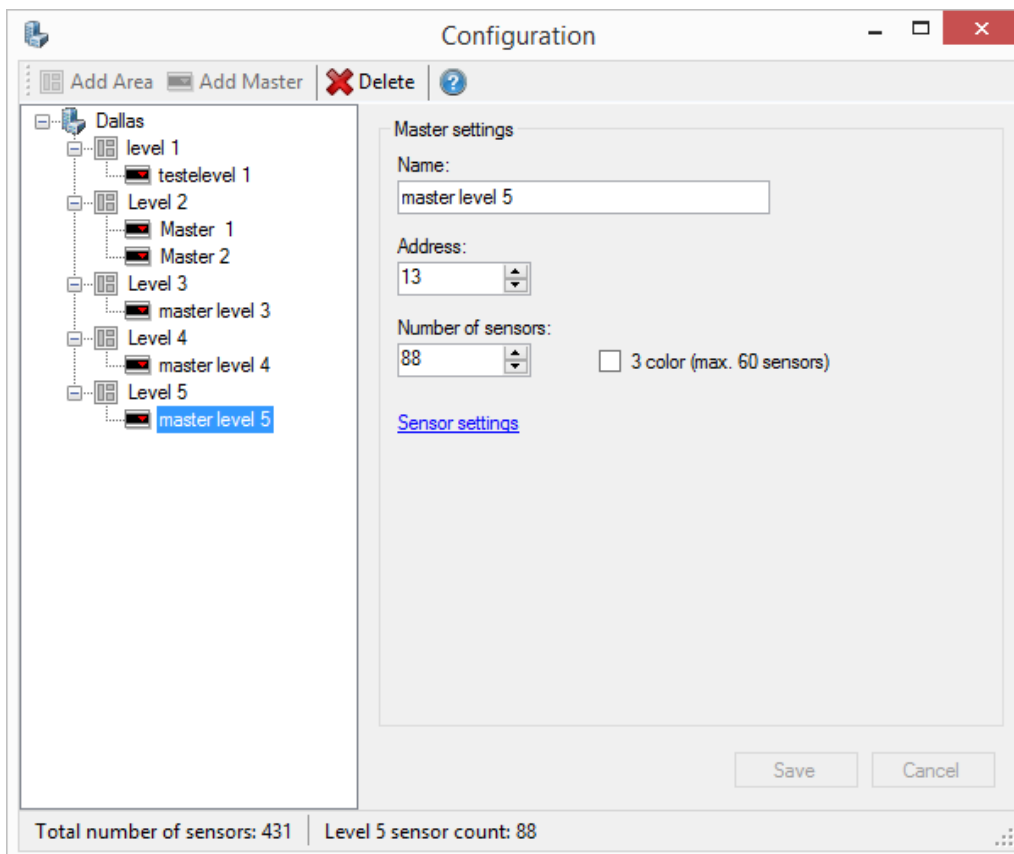 Configuration
Add Area Add Master Delete
Dallas
level 1
testelevel 1
Level 2
Master  1
Master 2
Level 3
master level 3
Level 4
master level 4
Level 5
master level 5
Master settings
Name:
master level 5
Address:
13
Number of sensors:
88 3 color (max. 60 sensors)
Sensor settings
Save Cancel
Total number of sensors: 431 Level 5 sensor count: 88